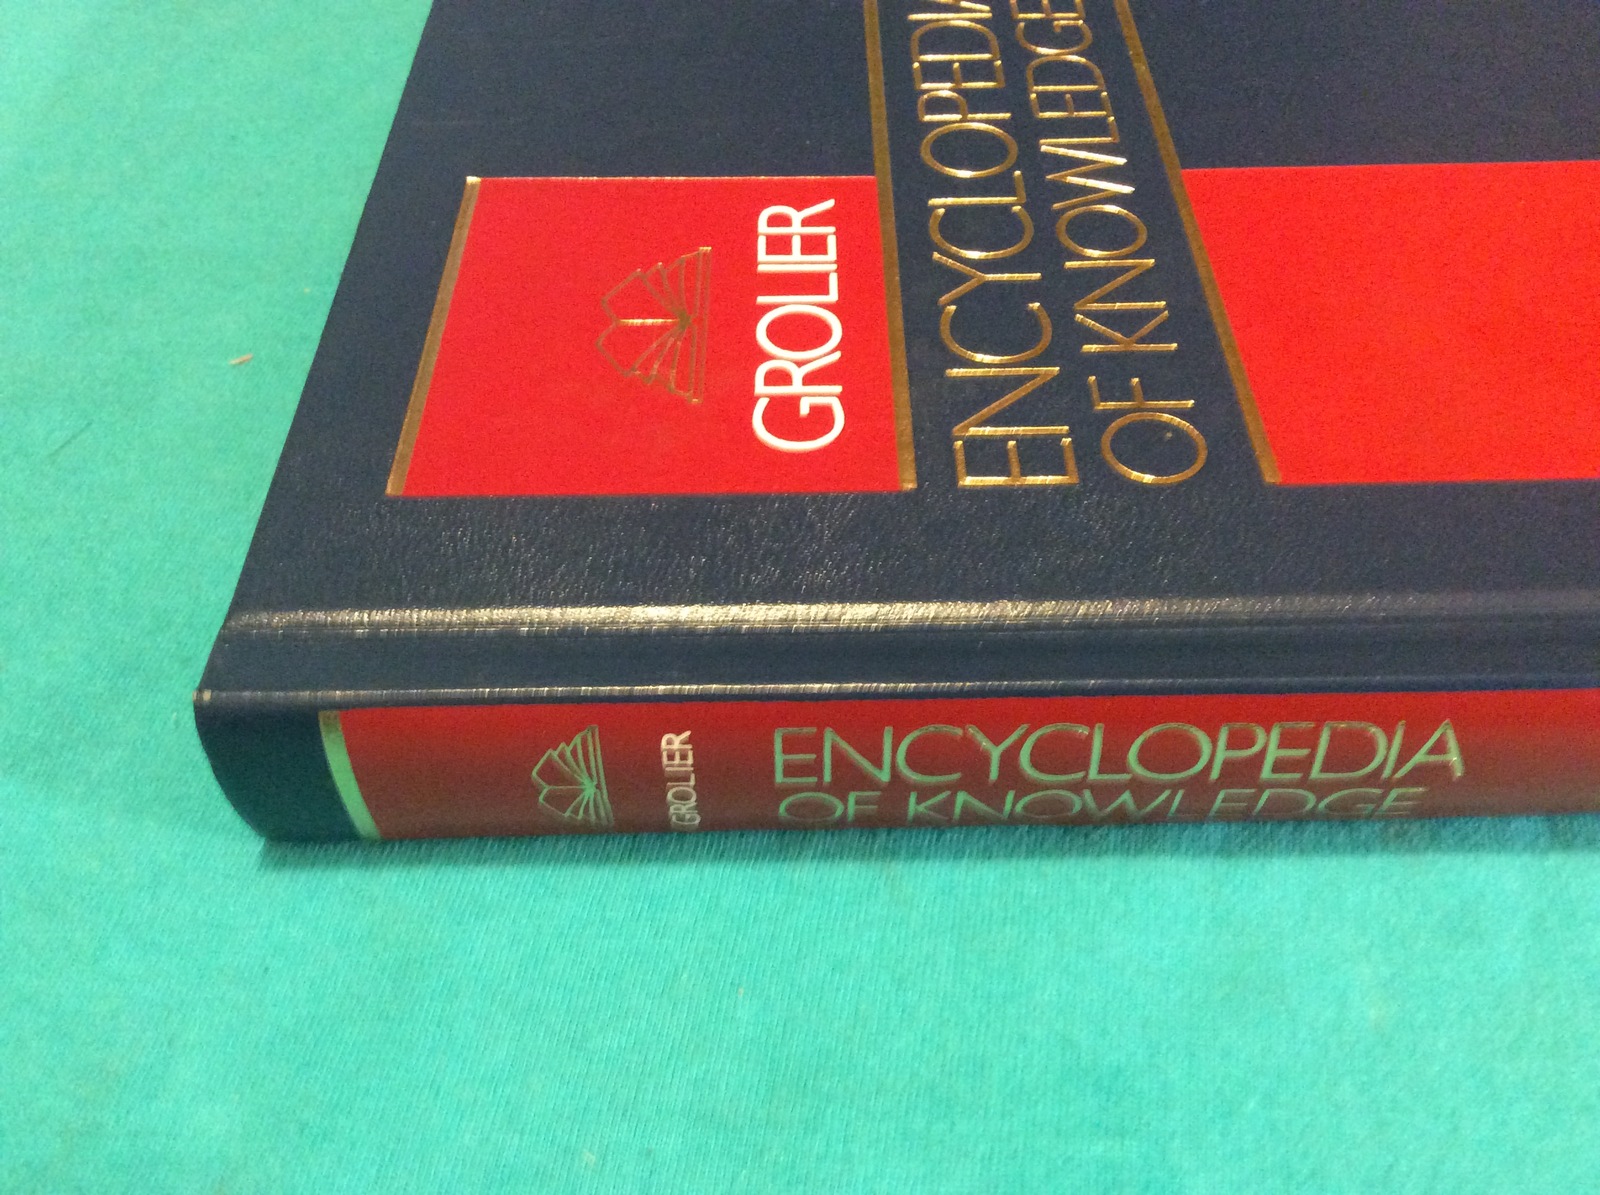 GROLIER
ENCYCLOPEDIA
OF KNOWLEDGE
GROLIER
ENCYCLOPEDIA
OF KNOWLEDGE